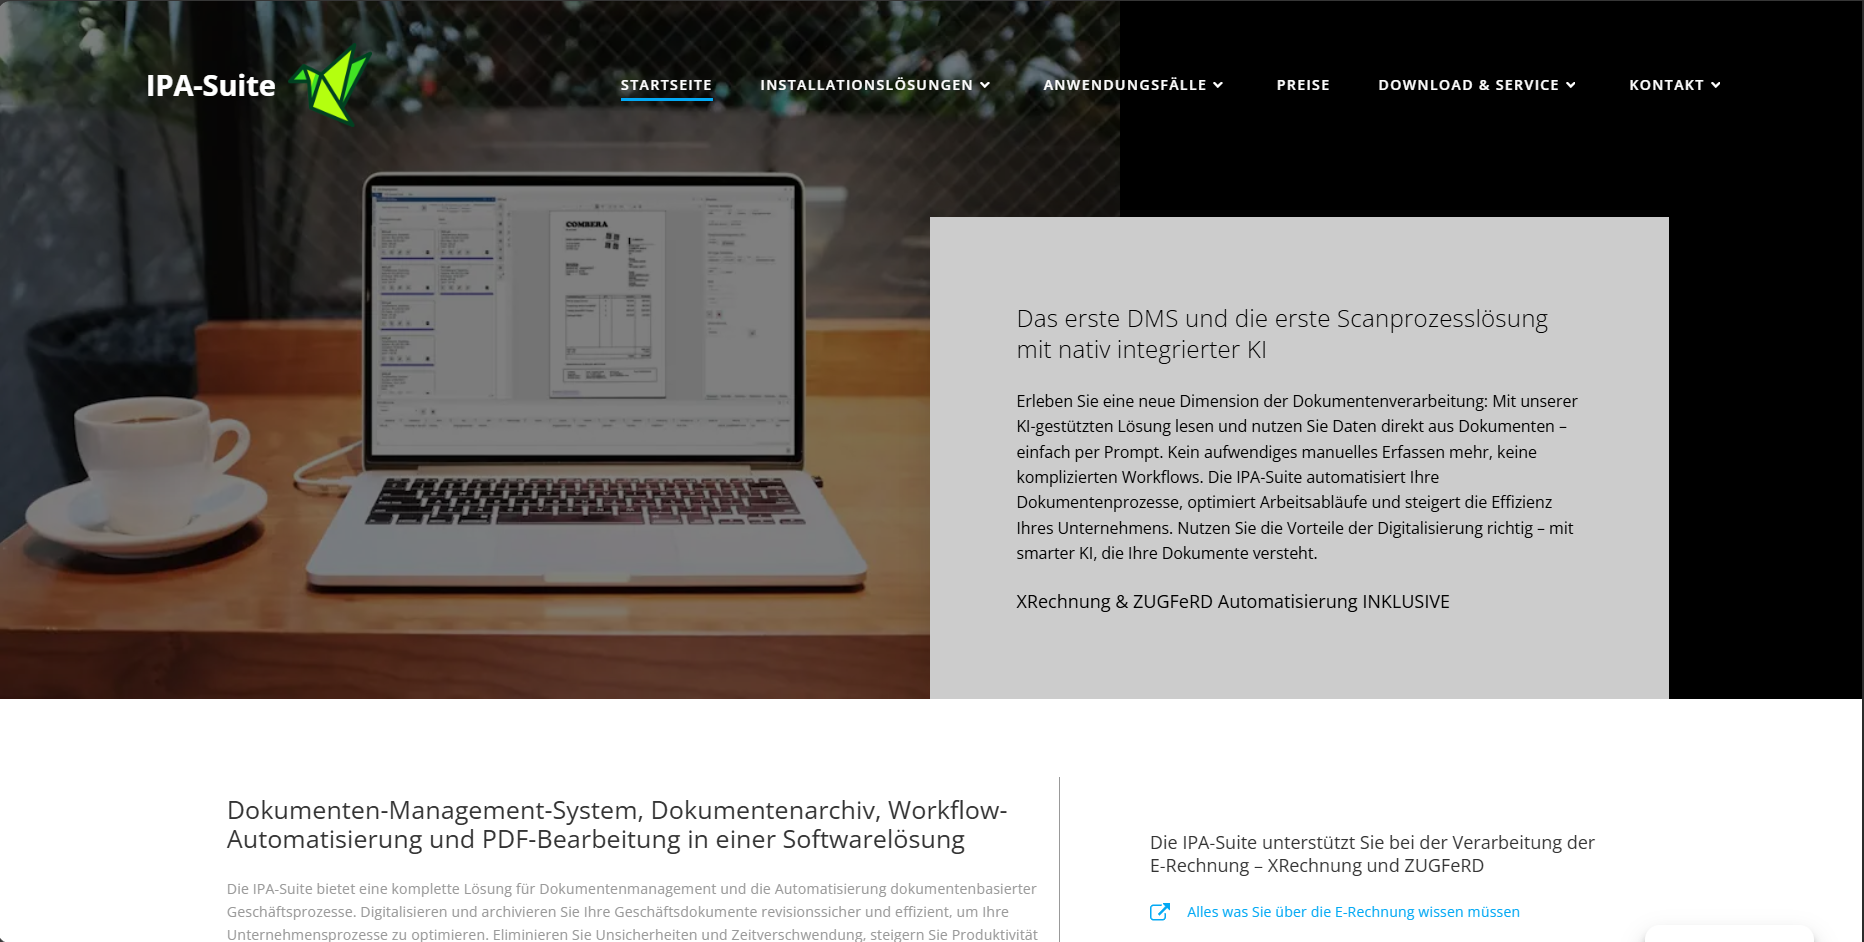 IPA-Suite
STARTSEITE
INSTALLATIONSLÖSUNGEN
ANWENDUNGSFÄLLE
PREISE
DOWNLOAD & SERVICE
KONTAKT
COMBERA
Das erste DMS und die erste Scanprozesslösung
mit nativ integrierter KI
Erleben Sie eine neue Dimension der Dokumentenverarbeitung: Mit unserer
KI-gestützten Lösung lesen und nutzen Sie Daten direkt aus Dokumenten –
einfach per Prompt. Kein aufwendiges manuelles Erfassen mehr, keine
komplizierten Workflows. Die IPA-Suite automatisiert Ihre
Dokumentenprozesse, optimiert Arbeitsabläufe und steigert die Effizienz
Ihres Unternehmens. Nutzen Sie die Vorteile der Digitalisierung richtig – mit
smarter KI, die Ihre Dokumente versteht.
XRechnung & ZUGFeRD Automatisierung INKLUSIVE
Dokumenten-Management-System, Dokumentenarchiv, Workflow-
Automatisierung und PDF-Bearbeitung in einer Softwarelösung
Die IPA-Suite bietet eine komplette Lösung für Dokumentenmanagement und die Automatisierung dokumentenbasierter
Geschäftsprozesse. Digitalisieren und archivieren Sie Ihre Geschäftsdokumente revisionssicher und effizient, um Ihre
Unternehmensprozesse zu optimieren. Eliminieren Sie Unsicherheiten und Zeitverschwendung, steigern Sie Produktivität
Die IPA-Suite unterstützt Sie bei der Verarbeitung der
E-Rechnung – XRechnung und ZUGFeRD
Alles was Sie über die E-Rechnung wissen müssen